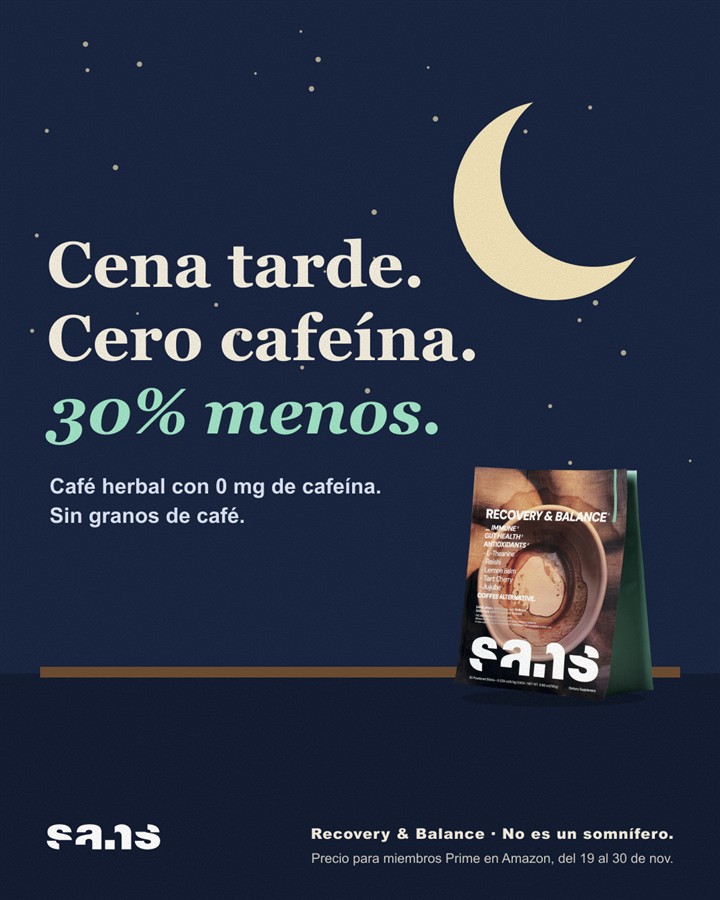 Cena tarde.
Cero cafeína.
30% menos.
Café herbal con 0 mg de cafeína.
Sin granos de café.
RECOVERY & BALANCE
IMMUNE
GUT HEALTH
ANTIOXIDANTS
L-Theanine
Reishi
Lemon Balm
Tart Cherry
Jujube
COFFEE ALTERNATIVE.
sans
Dietary Supplement
sans
Recovery & Balance · No es un somnífero.
Precio para miembros Prime en Amazon, del 19 al 30 de nov.